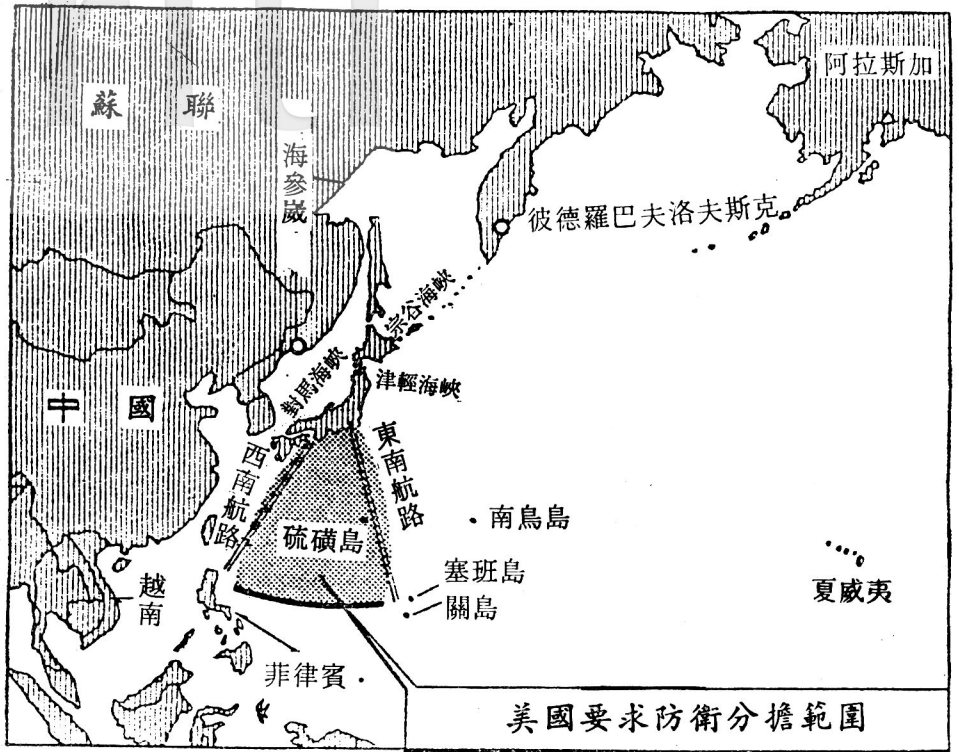 阿拉斯加
蘇聯
海參崴
彼德羅巴夫洛夫斯克
宗谷海峽
對馬海峽
津輕海峽
中國
西南航路
東南航路
硫磺島
南鳥島
塞班島
關島
夏威夷
越南
菲律賓
美國要求防衛分擔範圍